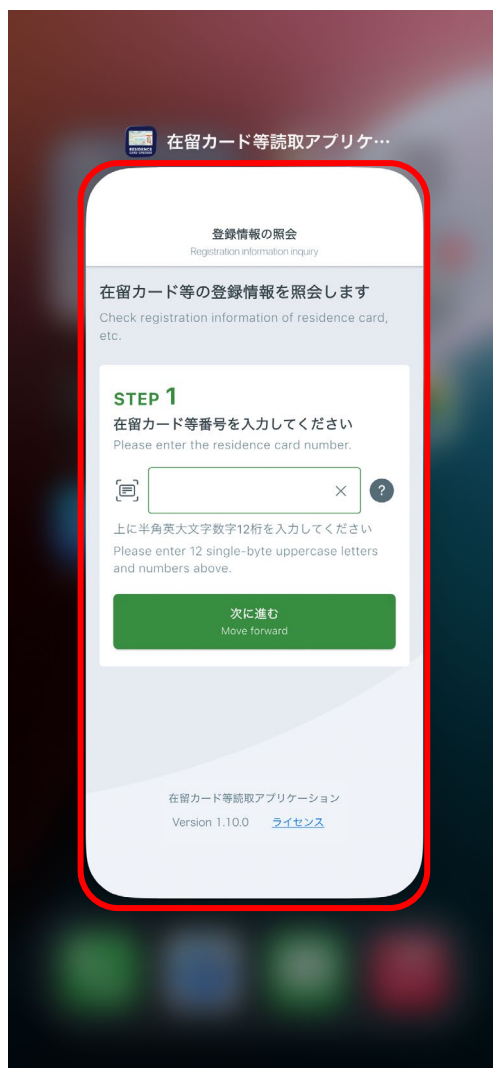 在留カード等読取アプリケ…
登録情報の照会
Registration information inquiry
在留カード等の登録情報を照会します
Check registration information of residence card,
etc.
STEP 1
在留カード等番号を入力してください
Please enter the residence card number.
?
上に半角英大文字数字12桁を入力してください
Please enter 12 single-byte uppercase letters
and numbers above.
次に進む
Move forward
在留カード等読取アプリケーション
Version 1.10.0 ライセンス